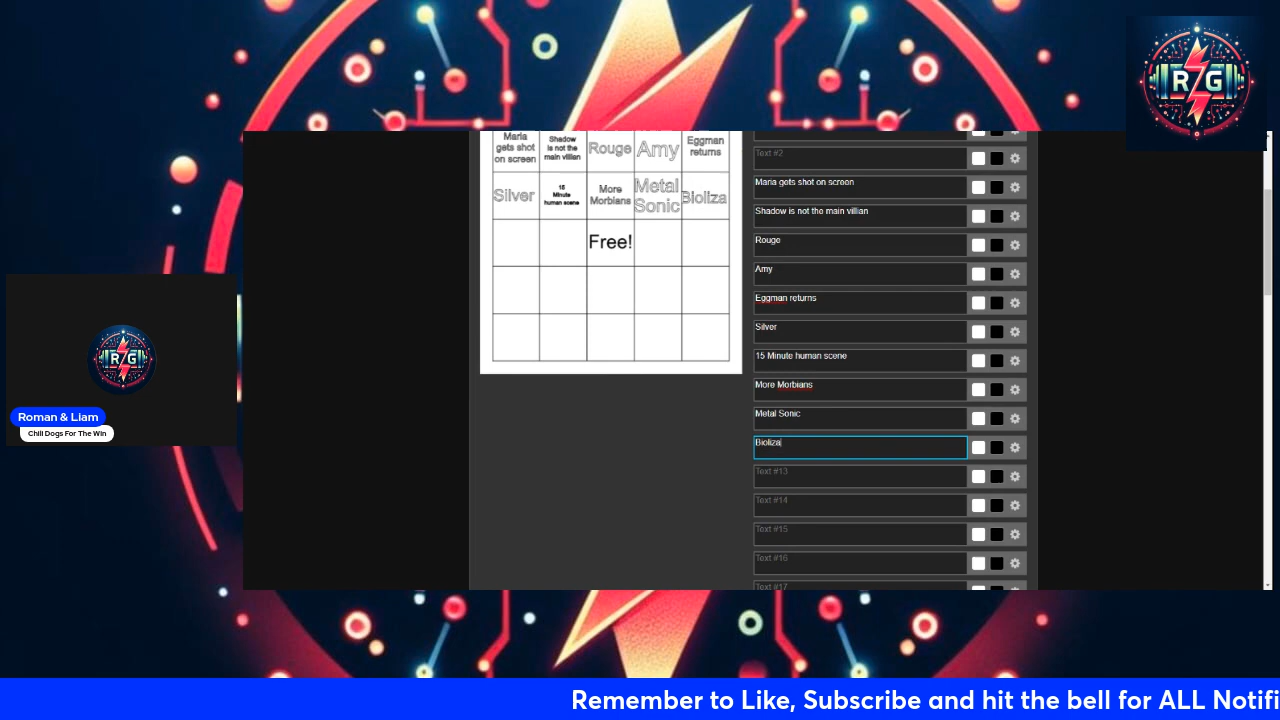 R G
Maria
gets shot
on screen
Shadow
is not the
main villian
Rouge
Amy
Eggman
returns
Silver
15
Minute
human scene
More
Morbians
Metal
Sonic
Bioliza
Free!
Text #2
Maria gets shot on screen
Shadow is not the main villian
Rouge
Amy
Eggman returns
Silver
15 Minute human scene
More Morbians
Metal Sonic
Bioliza
Text #13
Text #14
Text #15
Text #16
Text #17
R G
Roman & Liam
Chili Dogs For The Win
Remember to Like, Subscribe and hit the bell for ALL Notifi